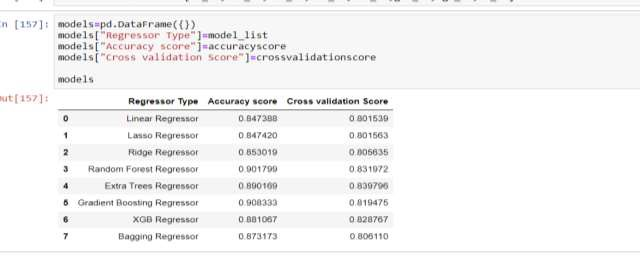 In [157]: models=pd.DataFrame({})
models["Regressor Type"]=model_list
models["Accuracy score"]=accuracyscore
models["Cross validation Score"]=crossvalidationscore
models
Out[157]:
Regressor Type Accuracy score Cross validation Score
0 Linear Regressor 0.847388 0.801539
1 Lasso Regressor 0.847420 0.801563
2 Ridge Regressor 0.853019 0.805635
3 Random Forest Regressor 0.901799 0.831972
4 Extra Trees Regressor 0.890169 0.839796
5 Gradient Boosting Regressor 0.908333 0.819475
6 XGB Regressor 0.881067 0.828767
7 Bagging Regressor 0.873173 0.806110